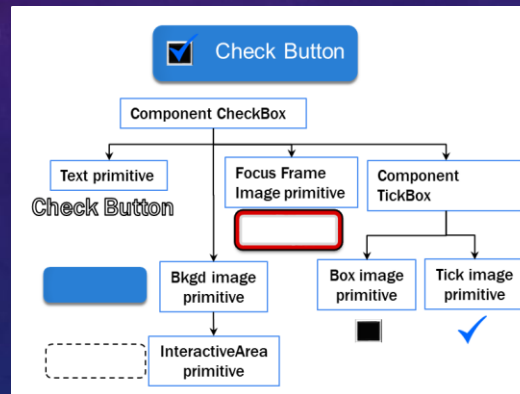 Check Button
Component CheckBox
Text primitive
Check Button
Focus Frame
Image primitive
Component
TickBox
Bkgd image
primitive
Box image
primitive
Tick image
primitive
InteractiveArea
primitive